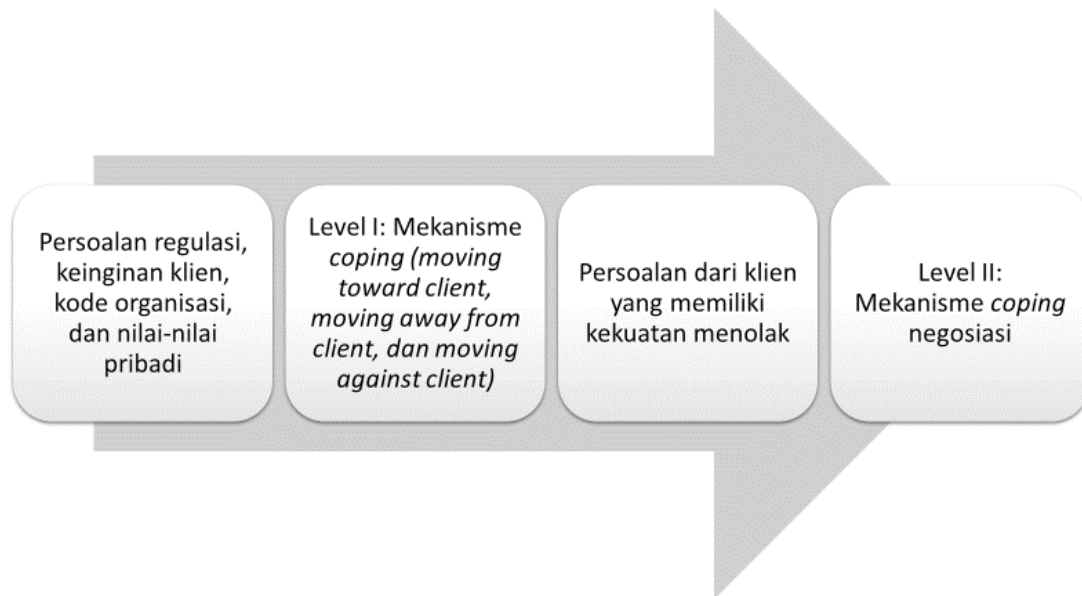 Persoalan regulasi,
keinginan klien,
kode organisasi,
dan nilai-nilai
pribadi
Level I: Mekanisme
coping (moving
toward client,
moving away from
client, dan moving
against client)
Persoalan dari klien
yang memiliki
kekuatan menolak
Level II:
Mekanisme coping
negosiasi